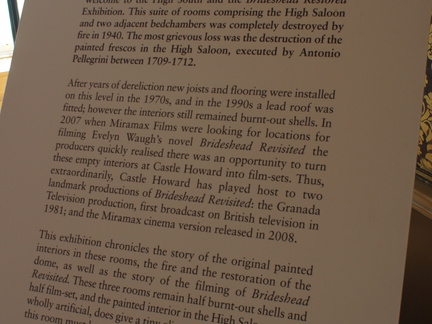 welcome to the High South and the Brideshead Restored
Exhibition. This suite of rooms comprising the High Saloon
and two adjacent bedchambers was completely destroyed by
fire in 1940. The most grievous loss was the destruction of the
painted frescos in the High Saloon, executed by Antonio
Pellegrini between 1709-1712.
After years of dereliction new joists and flooring were installed
on this level in the 1970s, and in the 1990s a lead roof was
fitted; however the interiors still remained burnt-out shells. In
2007 when Miramax Films were looking for locations for
filming Evelyn Waugh's novel Brideshead Revisited the
producers quickly realised there was an opportunity to turn
these empty interiors at Castle Howard into film-sets. Thus,
extraordinarily, Castle Howard has played host to two
landmark productions of Brideshead Revisited: the Granada
Television production, first broadcast on British television in
1981; and the Miramax cinema version released in 2008.
This exhibition chronicles the story of the original painted
interiors in these rooms, the fire and the restoration of the
dome, as well as the story of the filming of Brideshead
Revisited. These three rooms remain half burnt-out shells and
half film-set, and the painted interior in the High
wholly artificial, does give a tiny
this room must